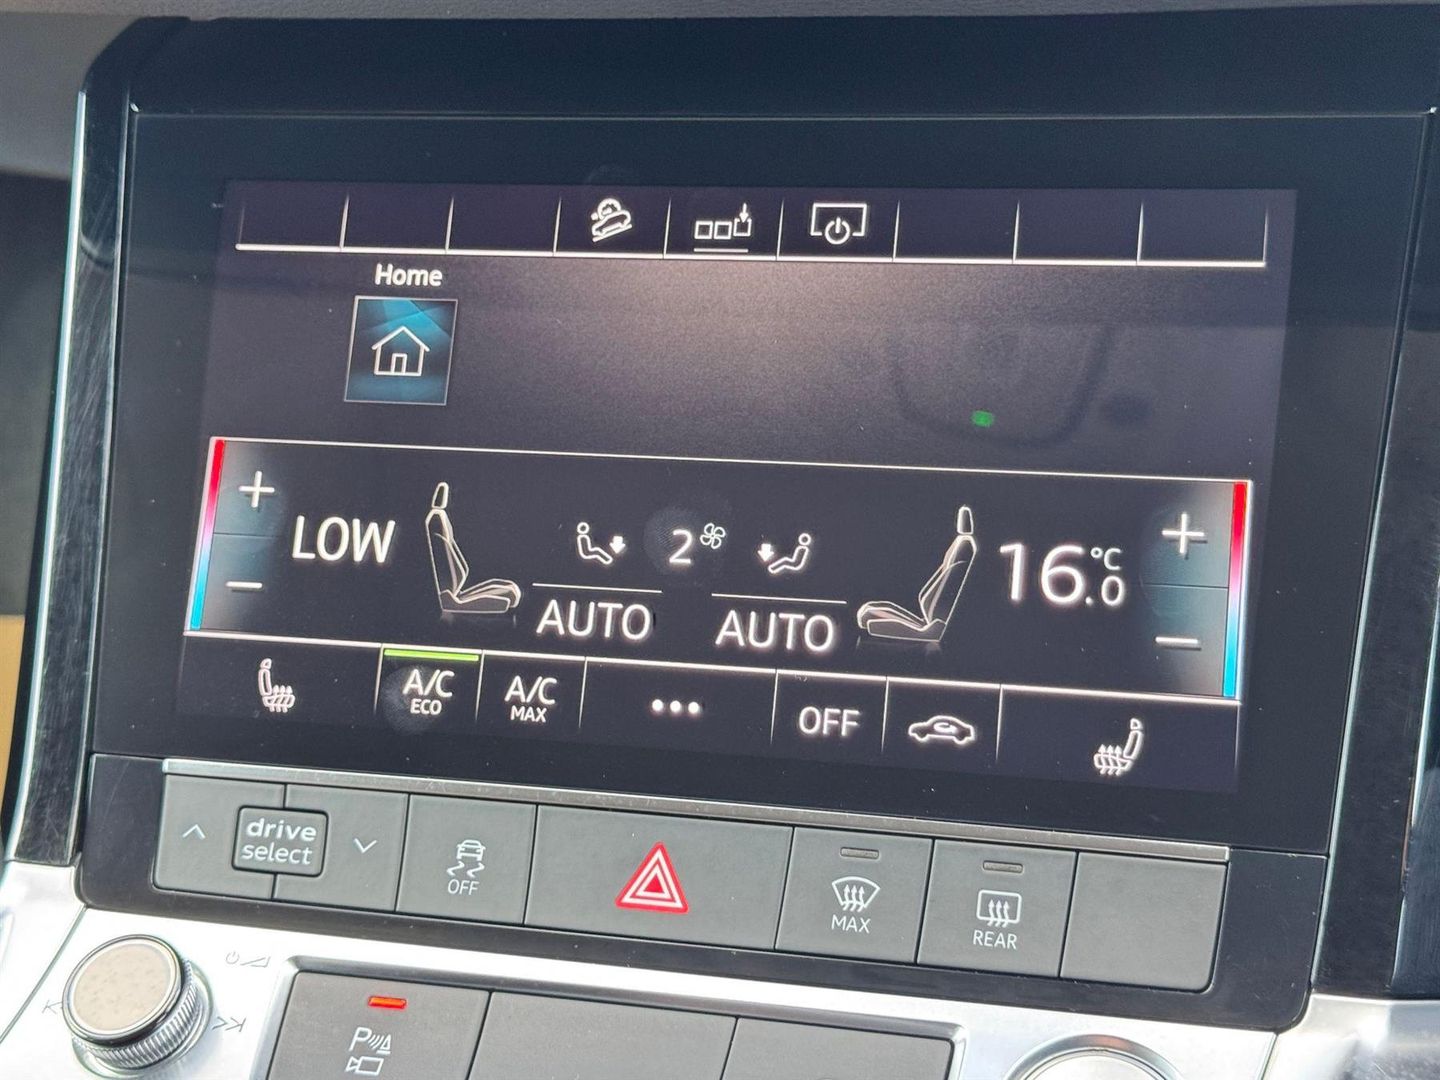 Home
LOW
2
16.0 °C
AUTO
AUTO
A/C
ECO
A/C
MAX
OFF
drive
select
OFF
MAX
REAR
P